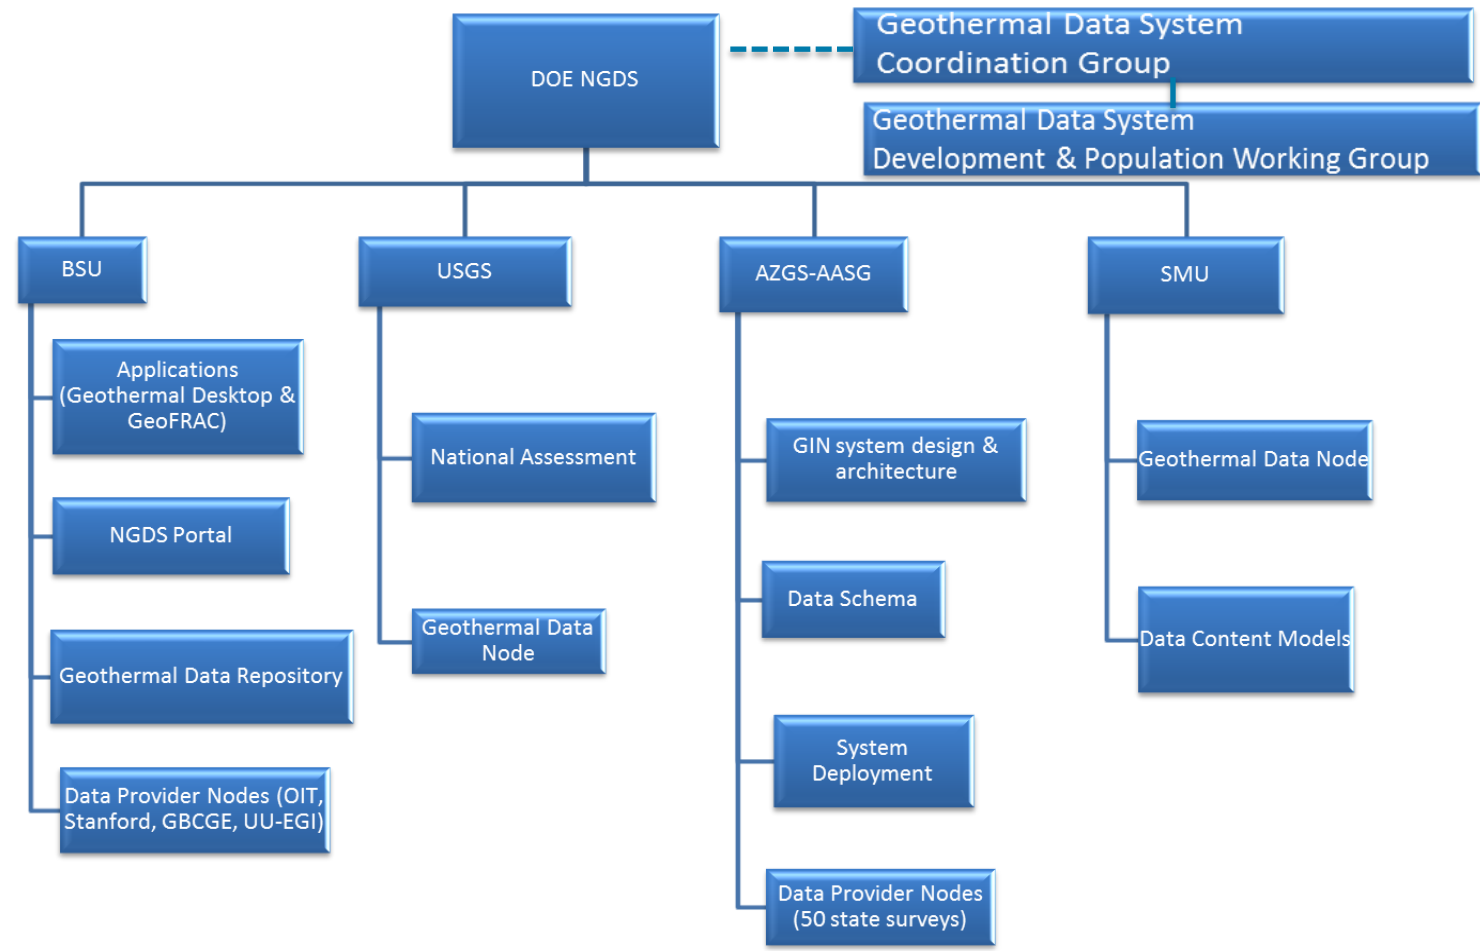 DOE NGDS
Geothermal Data System
Coordination Group
Geothermal Data System
Development & Population Working Group
BSU
USGS
AZGS-AASG
SMU
Applications
(Geothermal Desktop &
GeoFRAC)
NGDS Portal
Geothermal Data Repository
Data Provider Nodes (OIT,
Stanford, GBCGE, UU-EGI)
National Assessment
Geothermal Data
Node
GIN system design &
architecture
Data Schema
System
Deployment
Data Provider Nodes
(50 state surveys)
Geothermal Data Node
Data Content Models